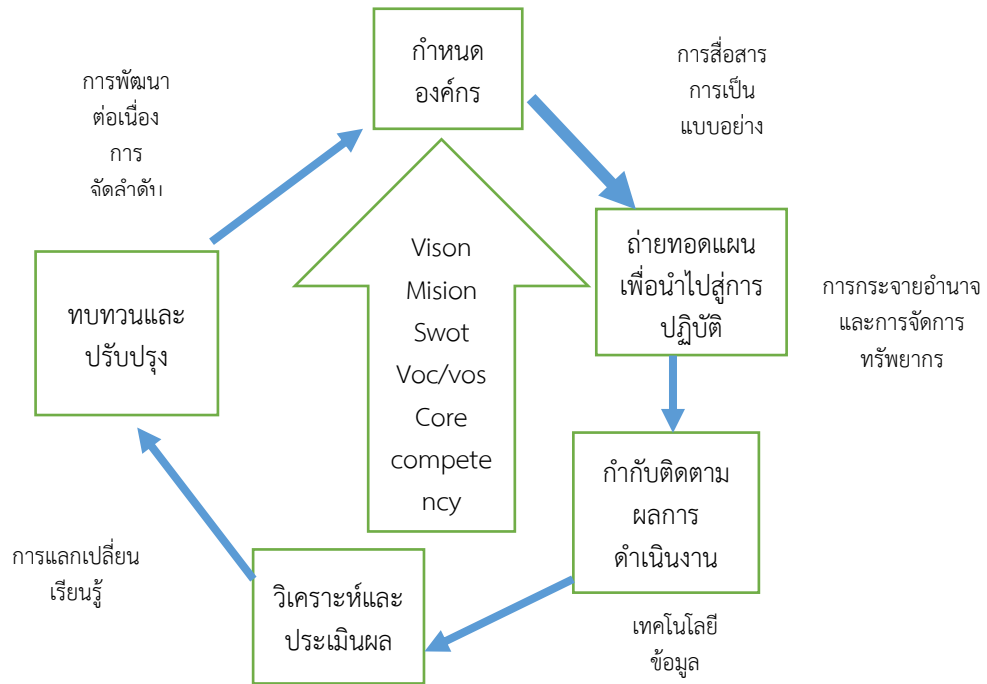 กำหนด
องค์กร
การสื่อสาร
การเป็น
แบบอย่าง
ถ่ายทอดแผน
เพื่อนำไปสู่การ
ปฏิบัติ
การกระจายอำนาจ
และการจัดการ
ทรัพยากร
กำกับติดตาม
ผลการ
ดำเนินงาน
เทคโนโลยี
ข้อมูล
วิเคราะห์และ
ประเมินผล
การแลกเปลี่ยน
เรียนรู้
ทบทวนและ
ปรับปรุง
การพัฒนา
ต่อเนื่อง
การ
จัดลำดับ
Vison
Mision
Swot
Voc/vos
Core
compete
ncy